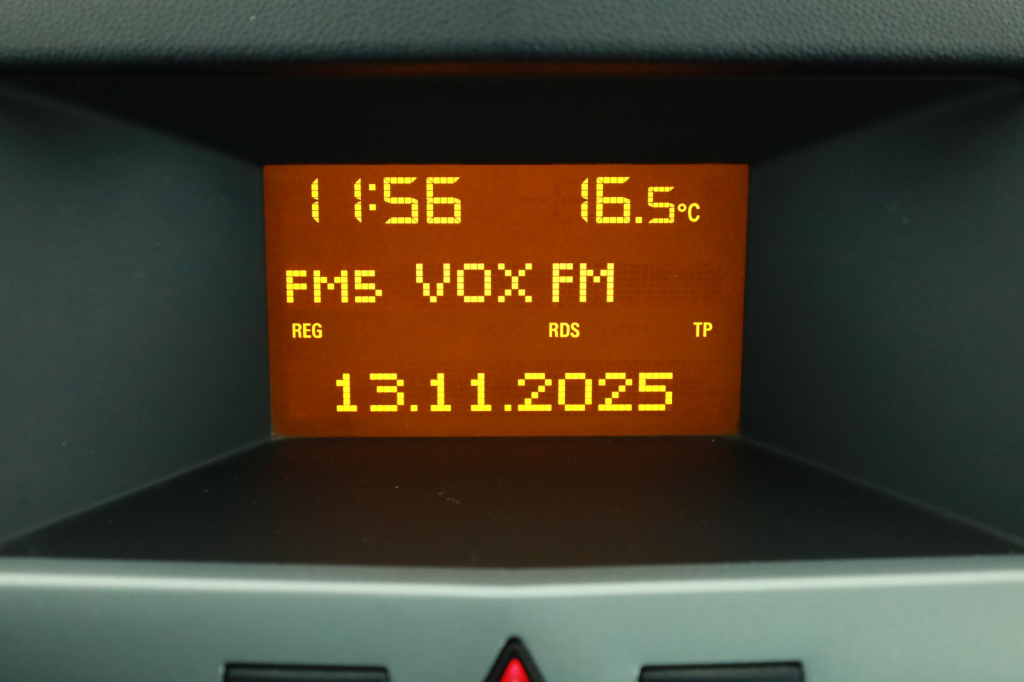 11:56 16.5°C
FM5 VOX FM
REG RDS TP
13.11.2025